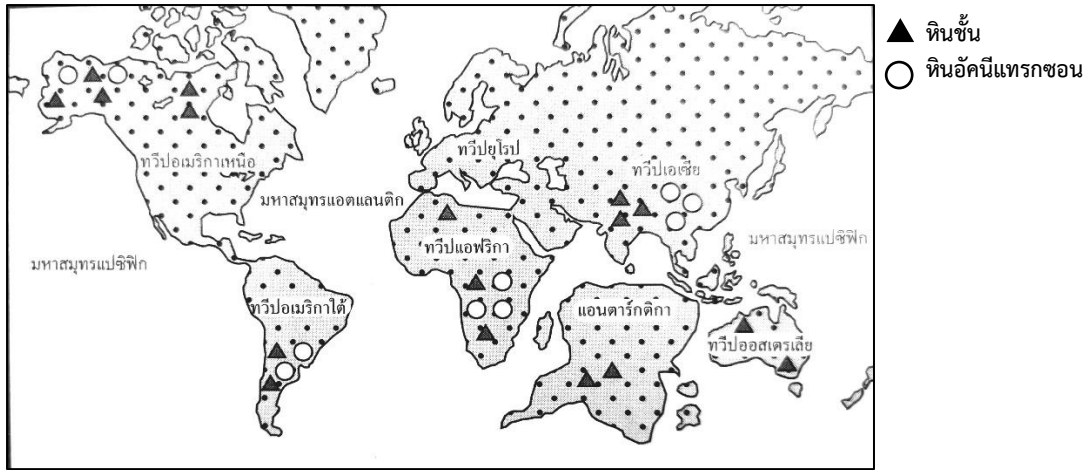 หินชั้น
หินอัคนีแทรกซอน
ทวีปยุโรป
ทวีปอเมริกาเหนือ
ทวีปเอเชีย
มหาสมุทรแอตแลนติก
มหาสมุทรแปซิฟิก
ทวีปแอฟริกา
มหาสมุทรแปซิฟิก
ทวีปอเมริกาใต้
แอนตาร์กติกา
ทวีปออสเตรเลีย